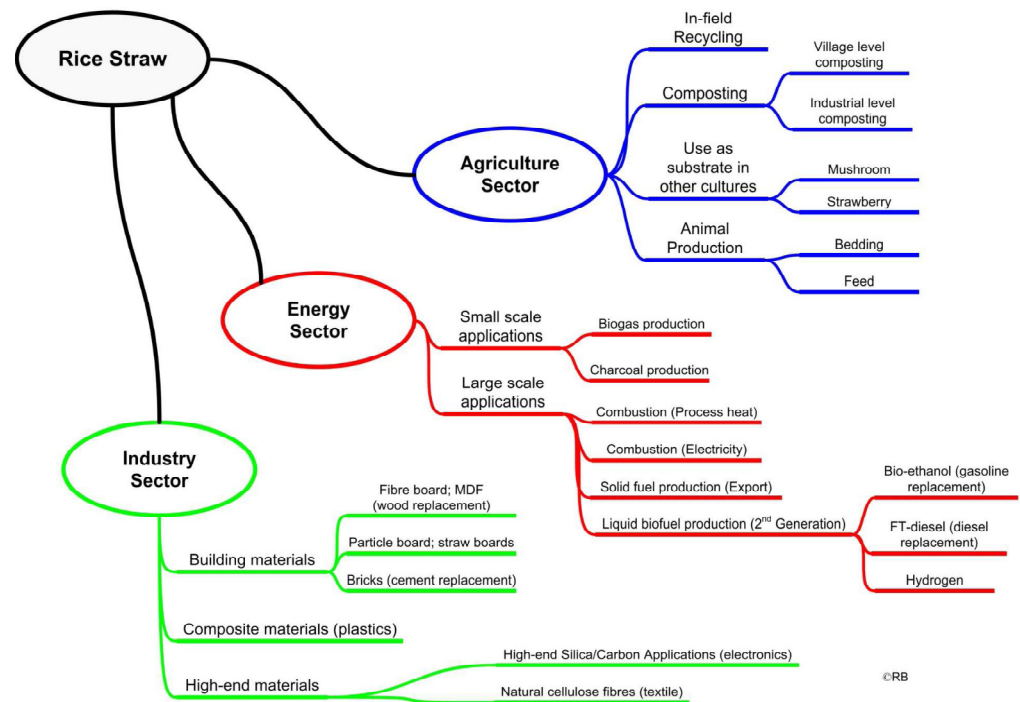 Rice Straw
Agriculture
Sector
In-field
Recycling
Composting
Village level
composting
Industrial level
composting
Use as
substrate in
other cultures
Mushroom
Strawberry
Animal
Production
Bedding
Feed
Energy
Sector
Small scale
applications
Biogas production
Charcoal production
Large scale
applications
Combustion (Process heat)
Combustion (Electricity)
Solid fuel production (Export)
Liquid biofuel production (2nd Generation)
Bio-ethanol (gasoline
replacement)
FT-diesel (diesel
replacement)
Hydrogen
Industry
Sector
Building materials
Fibre board; MDF
(wood replacement)
Particle board; straw boards
Bricks (cement replacement)
Composite materials (plastics)
High-end materials
High-end Silica/Carbon Applications (electronics)
Natural cellulose fibres (textile)
©RB